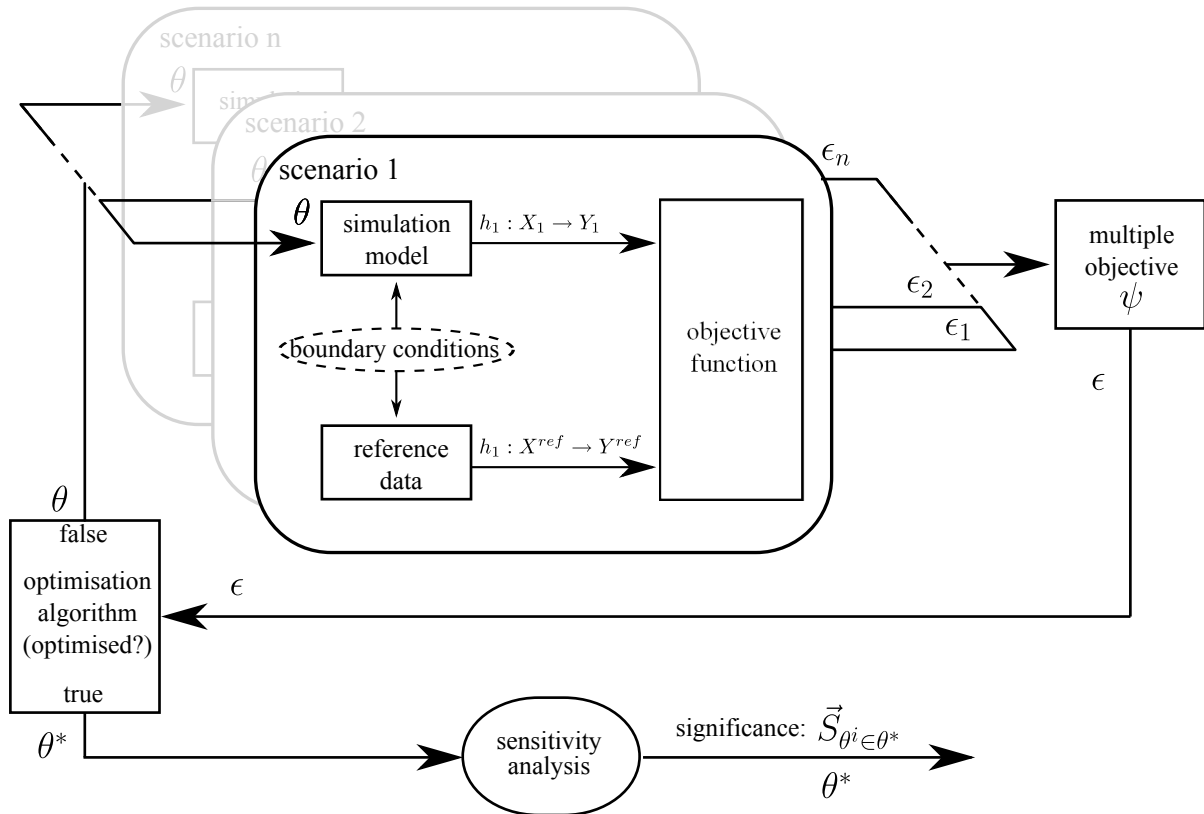 scenario n
θ
scenario 2
θ
scenario 1
θ
simulation
model
h₁ : X₁ → Y₁
boundary conditions
reference
data
h₁ : X^{ref} → Y^{ref}
objective
function
ϵₙ
ϵ₂
ϵ₁
multiple
objective
ψ
ϵ
ϵ
θ
false
optimisation
algorithm
(optimised?)
true
θ*
sensitivity
analysis
significance: \vec{S}_{θ^i∈θ*}
θ*